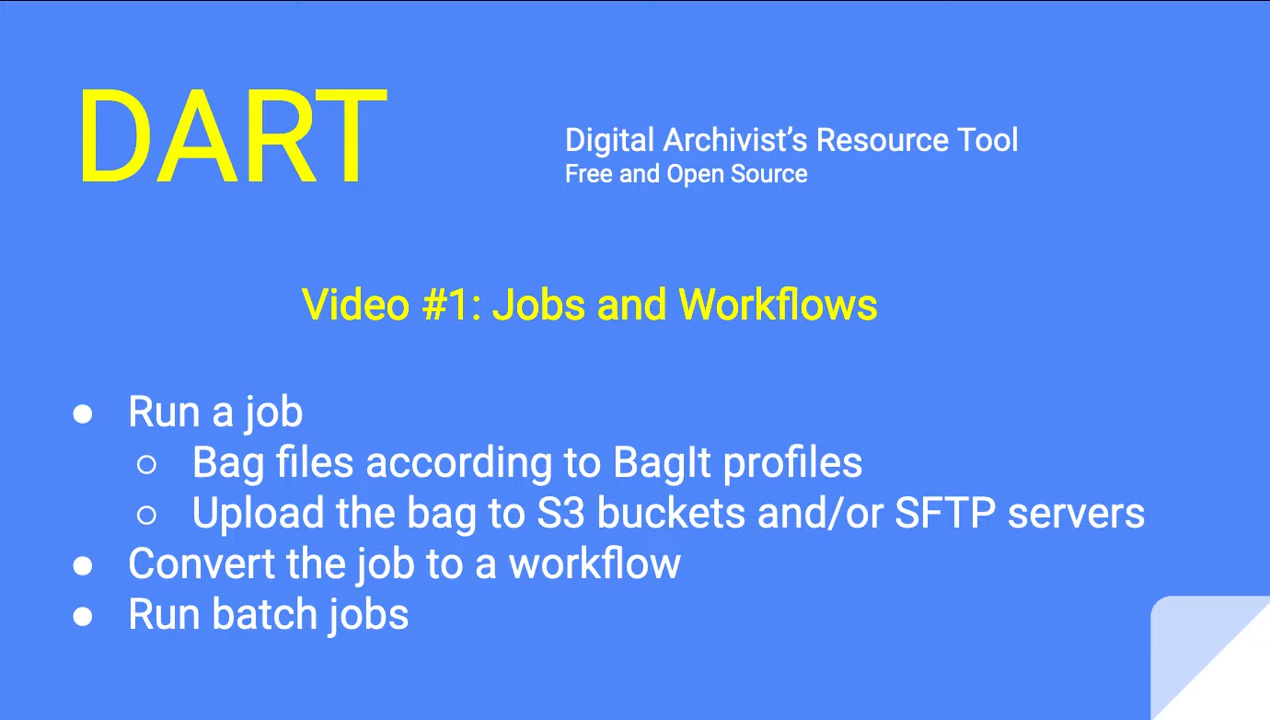 DART
Digital Archivist's Resource Tool
Free and Open Source
Video #1: Jobs and Workflows
● Run a job
○ Bag files according to BagIt profiles
○ Upload the bag to S3 buckets and/or SFTP servers
● Convert the job to a workflow
● Run batch jobs